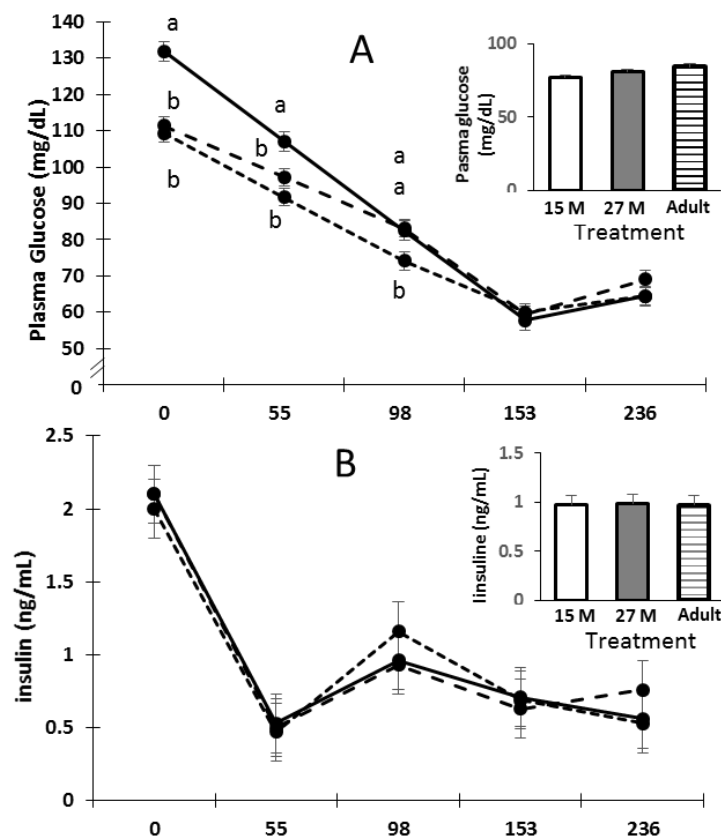 140
130
120
110
100
90
80
70
60
50
0
Plasma Glucose (mg/dL)
A
a
b
b
a
b
b
a
a
b
0 55 98 153 236
100
50
0
Pasma glucose
(mg/dL)
15 M 27 M Adult
Treatment
2.5
2
1.5
1
0.5
0
insulin (ng/mL)
B
0 55 98 153 236
1.5
1
0.5
0
Iinsuline (ng/mL)
15 M 27 M Adult
Treatment